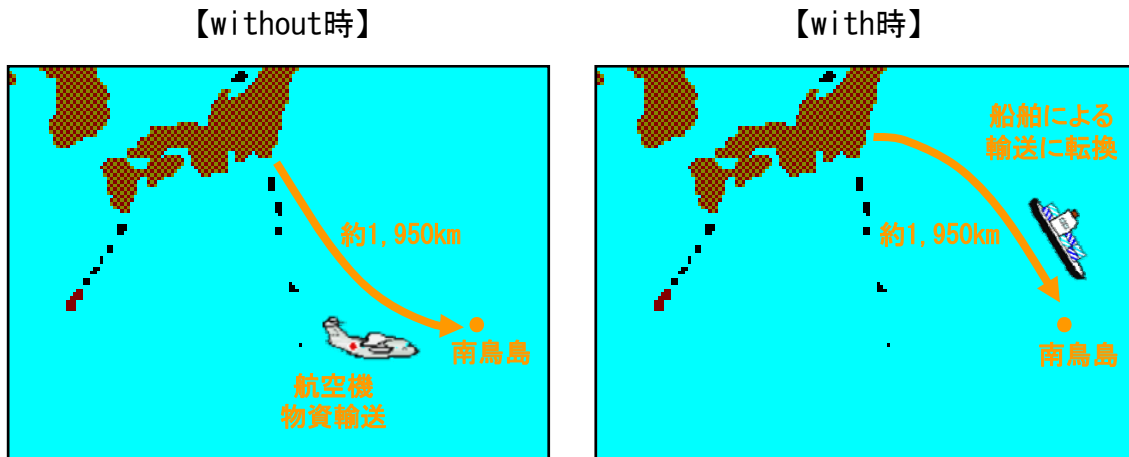 【without時】
【with時】
約1,950km
南鳥島
航空機
物資輸送
船舶による
輸送に転換
約1,950km
南鳥島